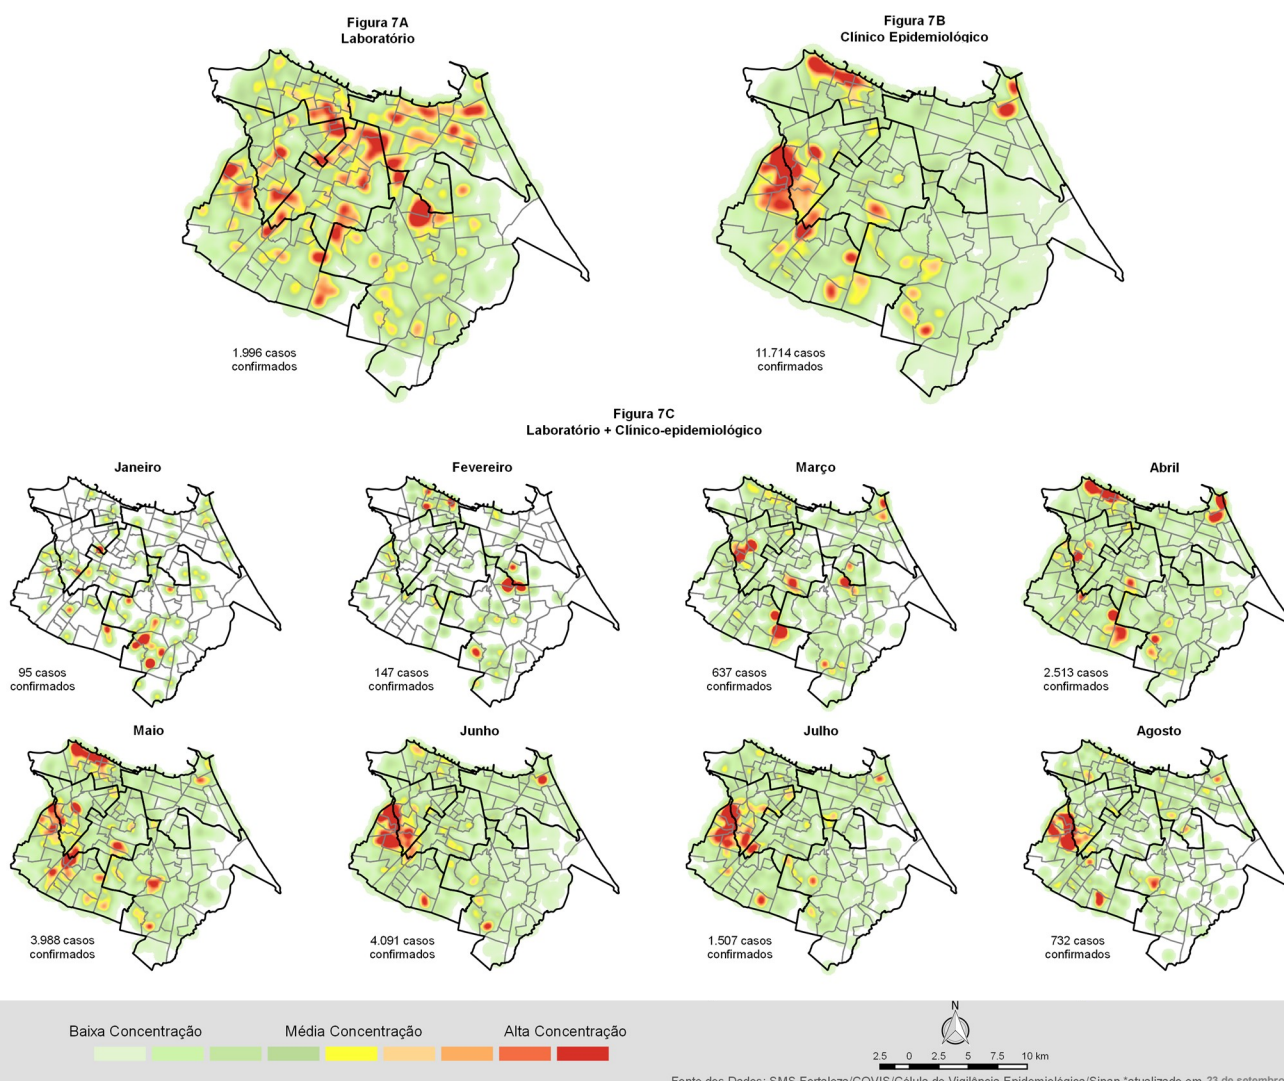 Figura 7A
Laboratório
Figura 7B
Clínico Epidemiológico
1.996 casos
confirmados
11.714 casos
confirmados
Figura 7C
Laboratório + Clínico-epidemiológico
Janeiro
Fevereiro
Março
Abril
95 casos
confirmados
147 casos
confirmados
637 casos
confirmados
2.513 casos
confirmados
Maio
Junho
Julho
Agosto
3.988 casos
confirmados
4.091 casos
confirmados
1.507 casos
confirmados
732 casos
confirmados
Baixa Concentração
Média Concentração
Alta Concentração
N
2.5 0 2.5 5 7.5 10 km
Fonte dos Dados: SMS Fortaleza/COVIS/Célula de Vigilância Epidemiológica/Sinan *atualizado em 23 de setembro